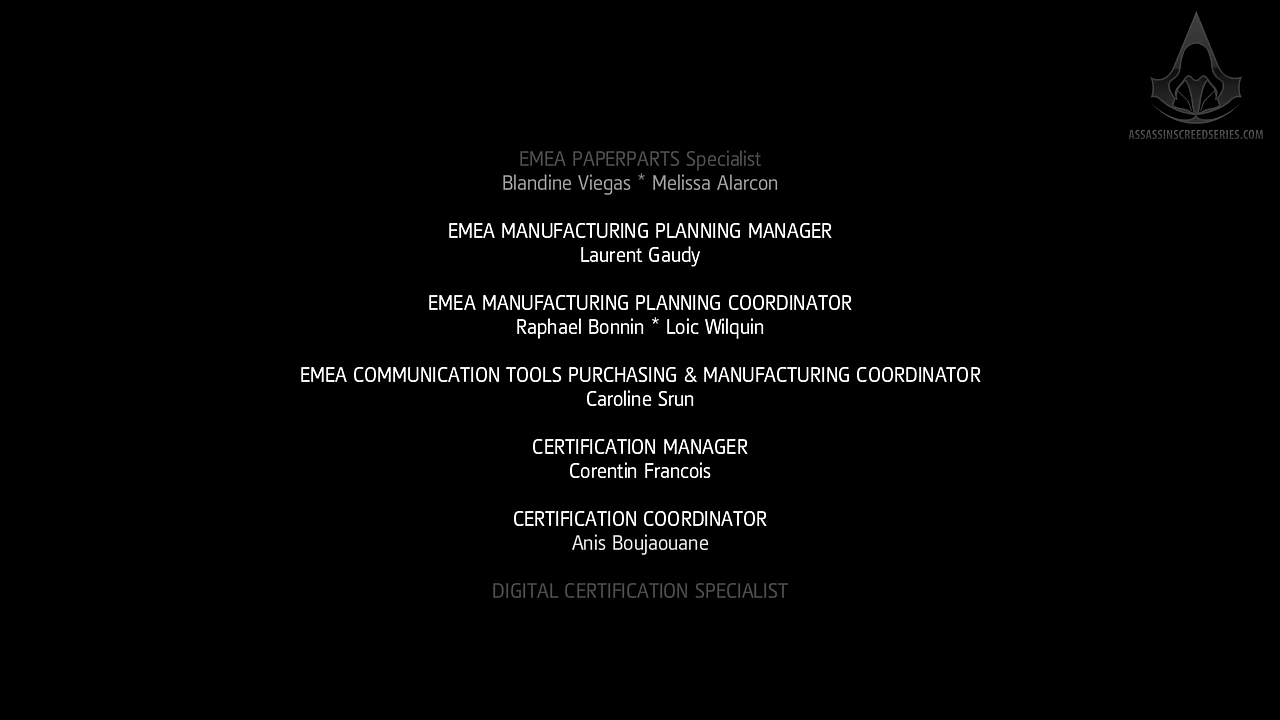 ASSASSINSCREEDSERIES.COM
EMEA PAPERPARTS Specialist
Blandine Viegas * Melissa Alarcon
EMEA MANUFACTURING PLANNING MANAGER
Laurent Gaudy
EMEA MANUFACTURING PLANNING COORDINATOR
Raphael Bonnin * Loic Wilquin
EMEA COMMUNICATION TOOLS PURCHASING & MANUFACTURING COORDINATOR
Caroline Srun
CERTIFICATION MANAGER
Corentin Francois
CERTIFICATION COORDINATOR
Anis Boujaouane
DIGITAL CERTIFICATION SPECIALIST